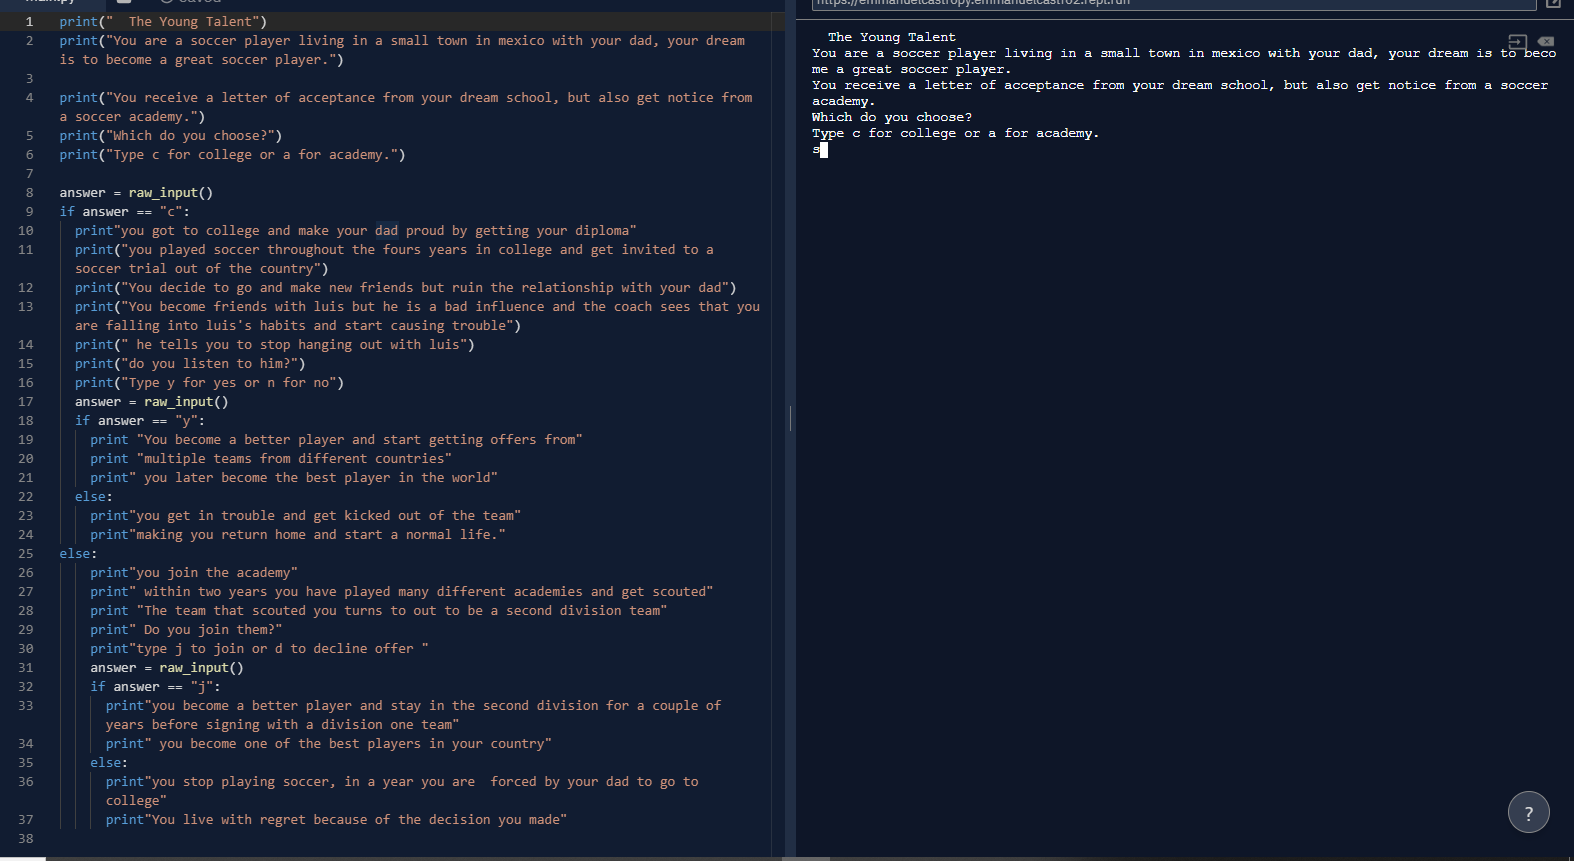 1 print("  The Young Talent")
2 print("You are a soccer player living in a small town in mexico with your dad, your dream
is to become a great soccer player.")
3
4 print("You receive a letter of acceptance from your dream school, but also get notice from
a soccer academy.")
5 print("Which do you choose?")
6 print("Type c for college or a for academy.")
7
8 answer = raw_input()
9 if answer == "c":
10 print"you got to college and make your dad proud by getting your diploma"
11 print("you played soccer throughout the fours years in college and get invited to a
soccer trial out of the country")
12 print("You decide to go and make new friends but ruin the relationship with your dad")
13 print("You become friends with luis but he is a bad influence and the coach sees that you
are falling into luis's habits and start causing trouble")
14 print(" he tells you to stop hanging out with luis")
15 print("do you listen to him?")
16 print("Type y for yes or n for no")
17 answer = raw_input()
18 if answer == "y":
19 print "You become a better player and start getting offers from"
20 print "multiple teams from different countries"
21 print" you later become the best player in the world"
22 else:
23 print"you get in trouble and get kicked out of the team"
24 print"making you return home and start a normal life."
25 else:
26 print"you join the academy"
27 print" within two years you have played many different academies and get scouted"
28 print "The team that scouted you turns to out to be a second division team"
29 print" Do you join them?"
30 print"type j to join or d to decline offer "
31 answer = raw_input()
32 if answer == "j":
33 print"you become a better player and stay in the second division for a couple of
years before signing with a division one team"
34 print" you become one of the best players in your country"
35 else:
36 print"you stop playing soccer, in a year you are  forced by your dad to go to
college"
37 print"You live with regret because of the decision you made"
38
The Young Talent
You are a soccer player living in a small town in mexico with your dad, your dream is to beco
me a great soccer player.
You receive a letter of acceptance from your dream school, but also get notice from a soccer
academy.
Which do you choose?
Type c for college or a for academy.
s
?